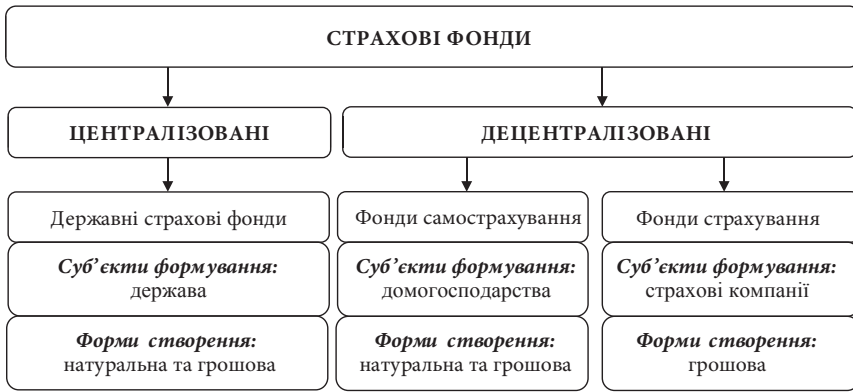 СТРАХОВІ ФОНДИ
ЦЕНТРАЛІЗОВАНІ
ДЕЦЕНТРАЛІЗОВАНІ
Державні страхові фонди
Фонди самострахування
Фонди страхування
Суб’єкти формування:
держава
Суб’єкти формування:
домогосподарства
Суб’єкти формування:
страхові компанії
Форми створення:
натуральна та грошова
Форми створення:
натуральна та грошова
Форми створення:
грошова